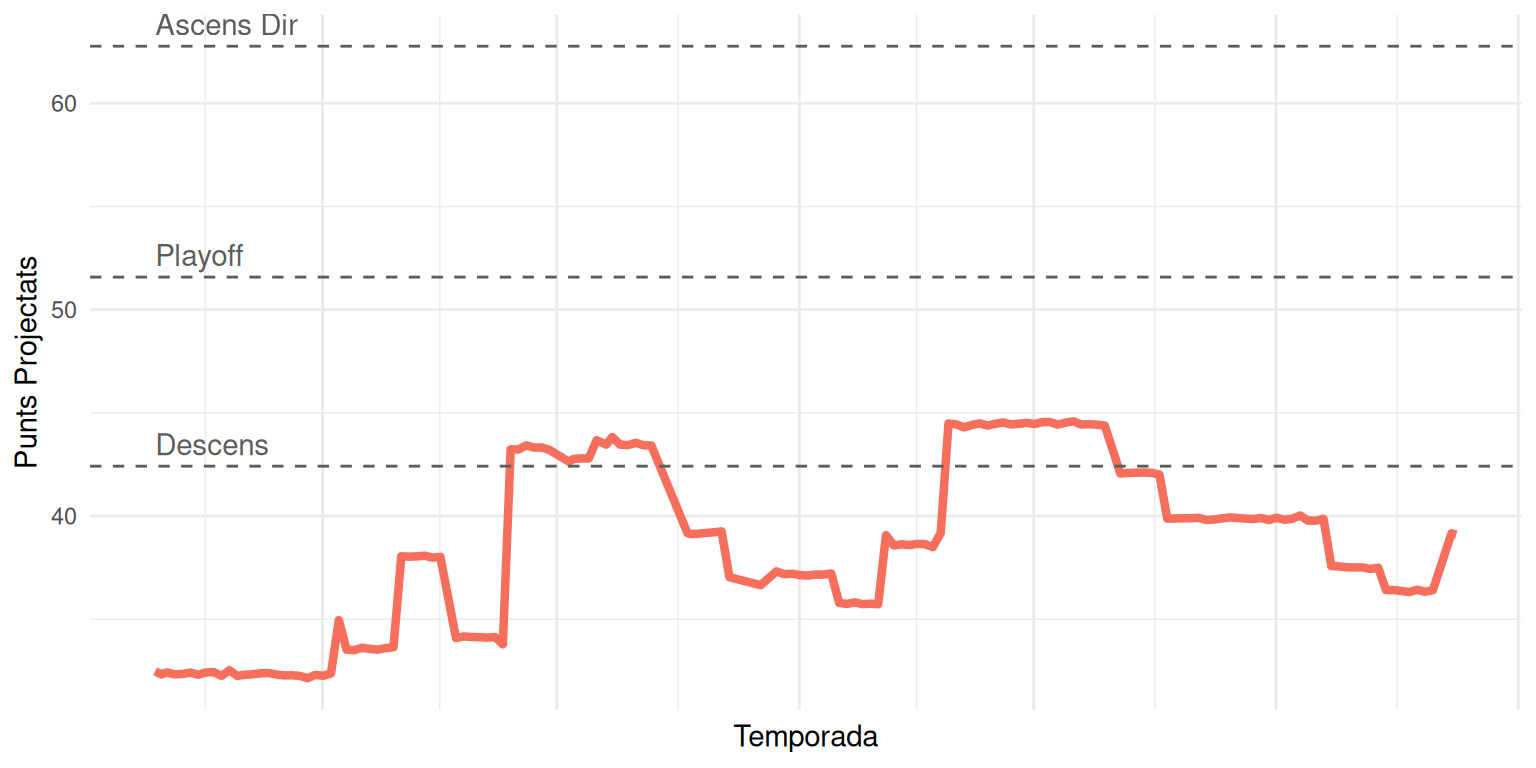 Ascens Dir
60
Playoff
50
Descens
40
Punts Projectats
Temporada